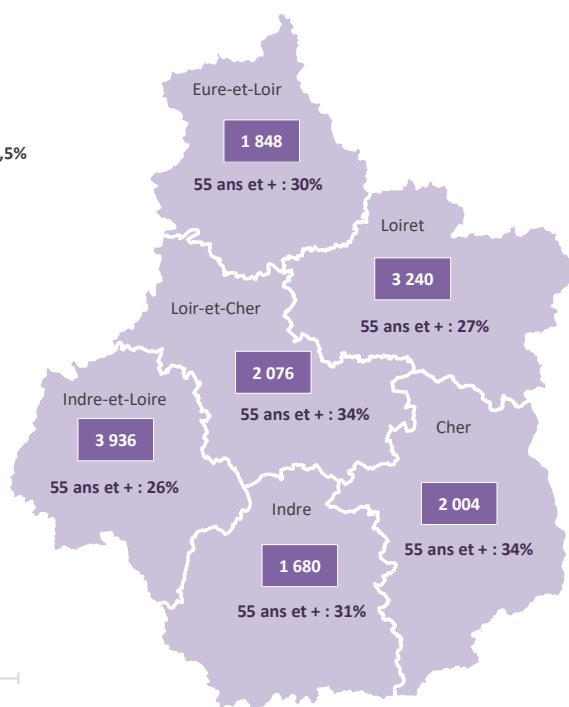 Eure-et-Loir
1 848
,5%
55 ans et + : 30%
Loiret
3 240
Loir-et-Cher
55 ans et + : 27%
2 076
Indre-et-Loire
55 ans et + : 34%
3 936
Cher
55 ans et + : 26%
2 004
Indre
55 ans et + : 34%
1 680
55 ans et + : 31%